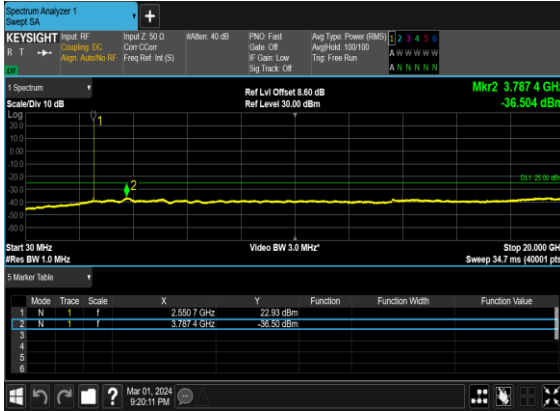 Spectrum Analyzer 1
Swept SA
+
KEYSIGHT
R T
Input: RF
Coupling: DC
Align: Auto/No RF
Input Z: 50 Ω
Corr CCorr
Freq Ref: Int (S)
#Atten: 40 dB
PNO: Fast
Gate: Off
IF Gain: Low
Sig Track: Off
Avg Type: Power (RMS)
Avg|Hold: 100/100
Trig: Free Run
1 2 3 4 5 6
A W W W W W
A N N N N N
1 Spectrum
Scale/Div 10 dB
Ref Lvl Offset 8.60 dB
Ref Level 30.00 dBm
Mkr2 3.787 4 GHz
-36.504 dBm
Log
20.0
10.0
0.00
-10.0
-20.0
-30.0
-40.0
-50.0
-60.0
1
2
DL1 -25.00 dBm
Start 30 MHz
#Res BW 1.0 MHz
Video BW 3.0 MHz*
Stop 20.000 GH
Sweep 34.7 ms (40001 pts
5 Marker Table
Mode Trace Scale X Y Function Function Width Function Value
1 N 1 f 2.550 7 GHz 22.93 dBm
2 N 1 f 3.787 4 GHz -36.50 dBm
3
4
5
6
?
Mar 01, 2024
9:20:11 PM